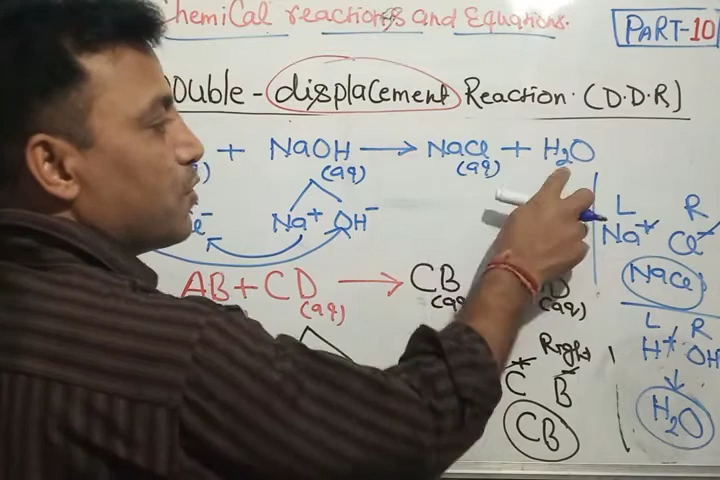 Chemical reactions and Equations.
PART-10
Double-displacement Reaction. (D.D.R)
+ NaOH → NaCl + H₂O
(aq) (aq)
Na⁺ OH⁻
AB + CD → CB
(aq) (aq) (aq)
L R
Na⁺ Cl⁻
NaCl
L R
H⁺ OH
↓
H₂O
Right
C⁺ B⁻
CB